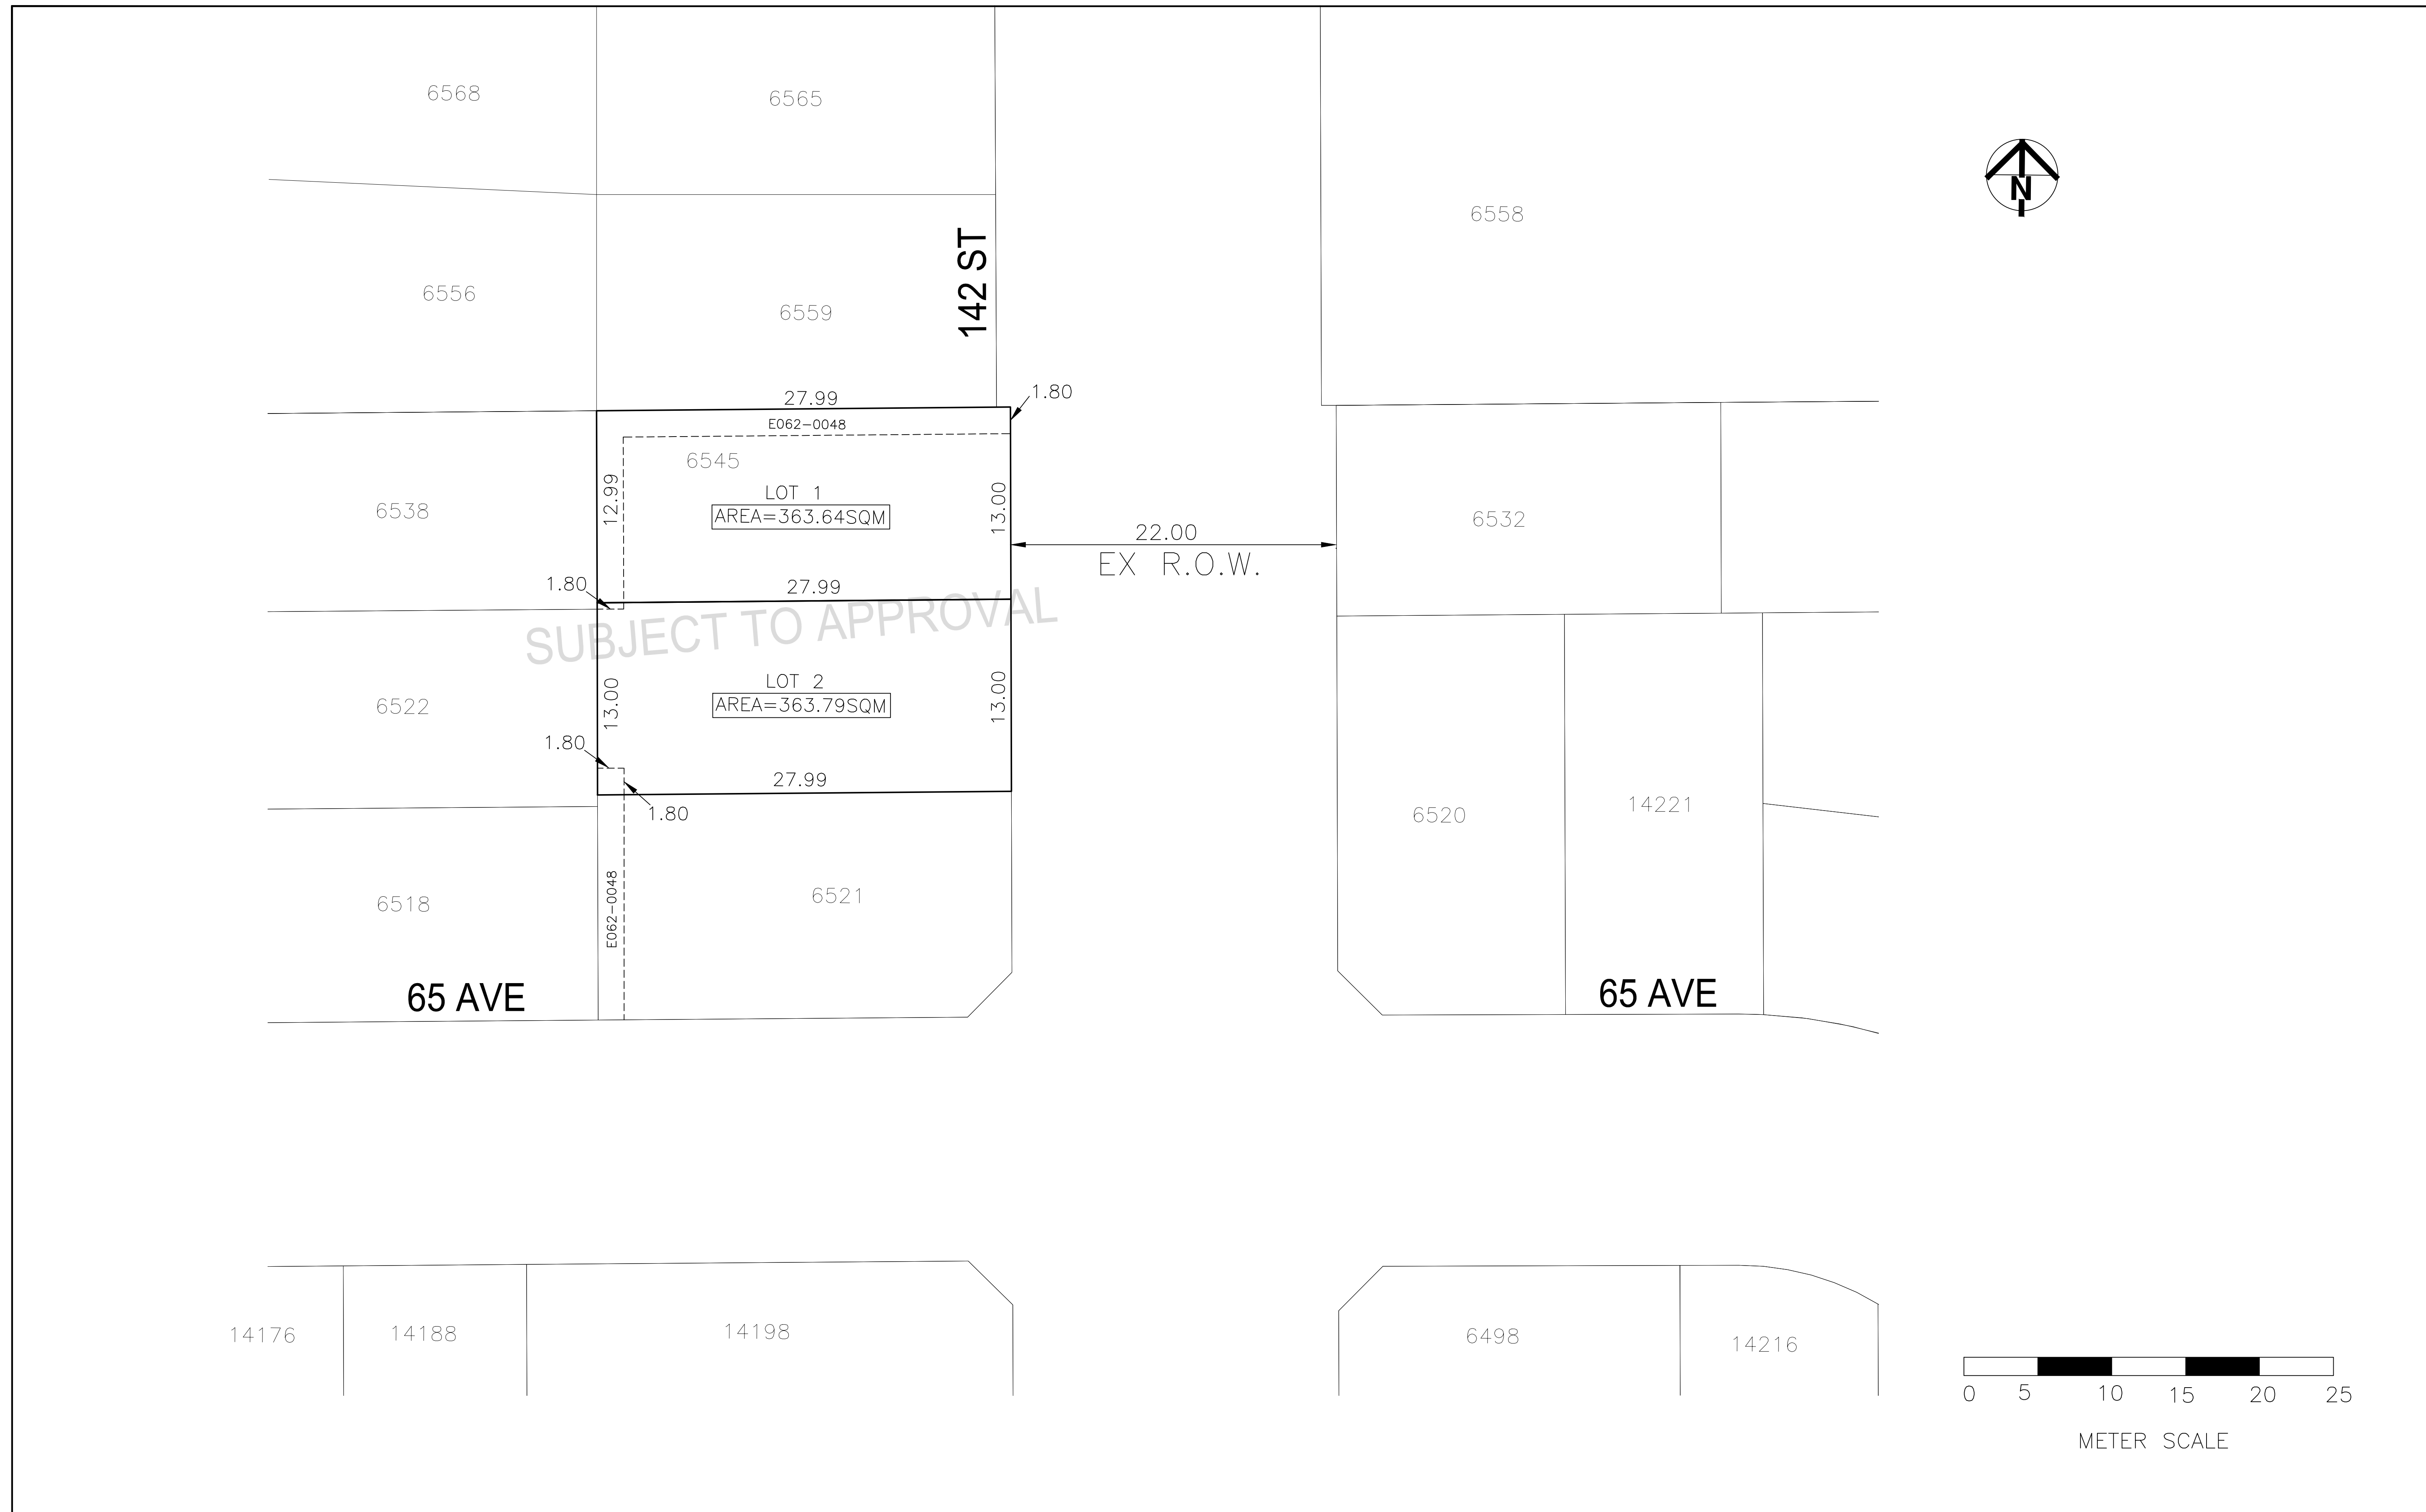 6568
6565
6558
N
6556
6559
142 ST
27.99
1.80
E062-0048
6545
LOT 1
AREA=363.64SQM
12.99
13.00
6538
22.00
EX R.O.W.
6532
1.80
27.99
SUBJECT TO APPROVAL
LOT 2
AREA=363.79SQM
13.00
13.00
6522
1.80
27.99
1.80
6520
14221
6518
E062-0048
6521
65 AVE
65 AVE
14176
14188
14198
6498
14216
0 5 10 15 20 25
METER SCALE